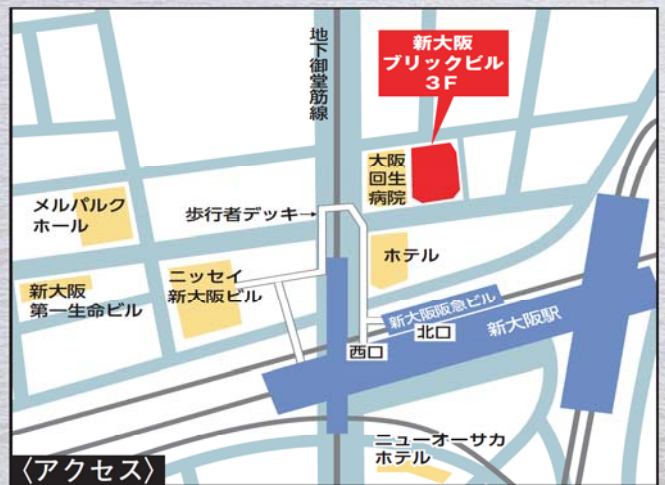 地下御堂筋線
新大阪
ブリックビル
3F
大阪
回生
病院
メルパルク
ホール
歩行者デッキ→
ホテル
新大阪
第一生命ビル
ニッセイ
新大阪ビル
新大阪阪急ビル
北口
新大阪駅
西口
ニューオーサカ
ホテル
〈アクセス〉